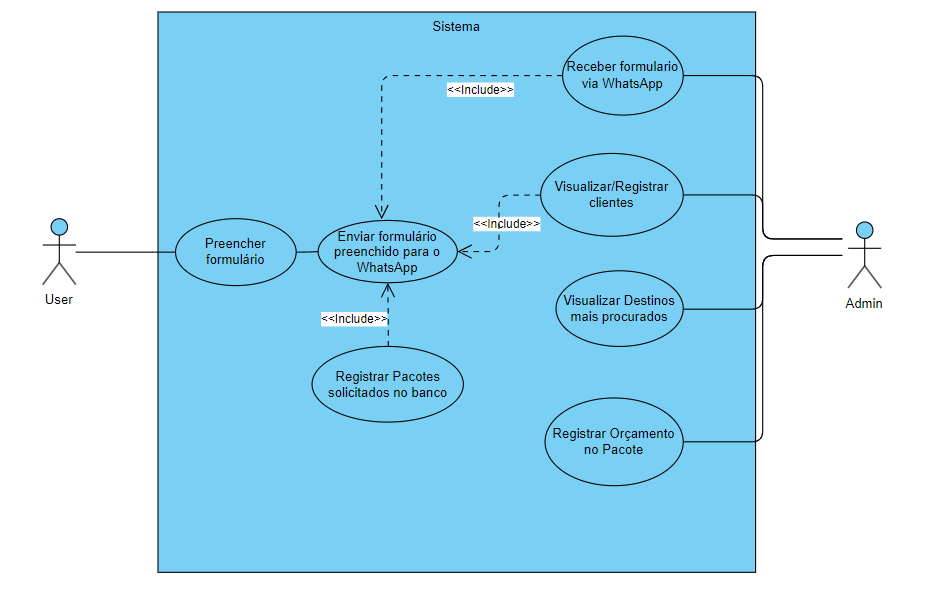 Sistema
Receber formulario
via WhatsApp
<<Include>>
Visualizar/Registrar
clientes
<<Include>>
Preencher
formulário
Enviar formulário
preenchido para o
WhatsApp
User
Admin
Visualizar Destinos
mais procurados
<<Include>>
Registrar Pacotes
solicitados no banco
Registrar Orçamento
no Pacote